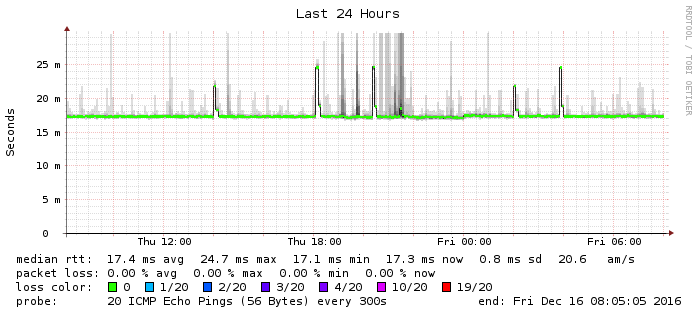 Last 24 Hours
RRDTOOL / TOBI OETIKER
Seconds
25 m
20 m
15 m
10 m
5 m
0
Thu 12:00 Thu 18:00 Fri 00:00 Fri 06:00
median rtt: 17.4 ms avg 24.7 ms max 17.1 ms min 17.3 ms now 0.8 ms sd 20.6 am/s
packet loss: 0.00 % avg 0.00 % max 0.00 % min 0.00 % now
loss color: 0 1/20 2/20 3/20 4/20 10/20 19/20
probe: 20 ICMP Echo Pings (56 Bytes) every 300s end: Fri Dec 16 08:05:05 2016